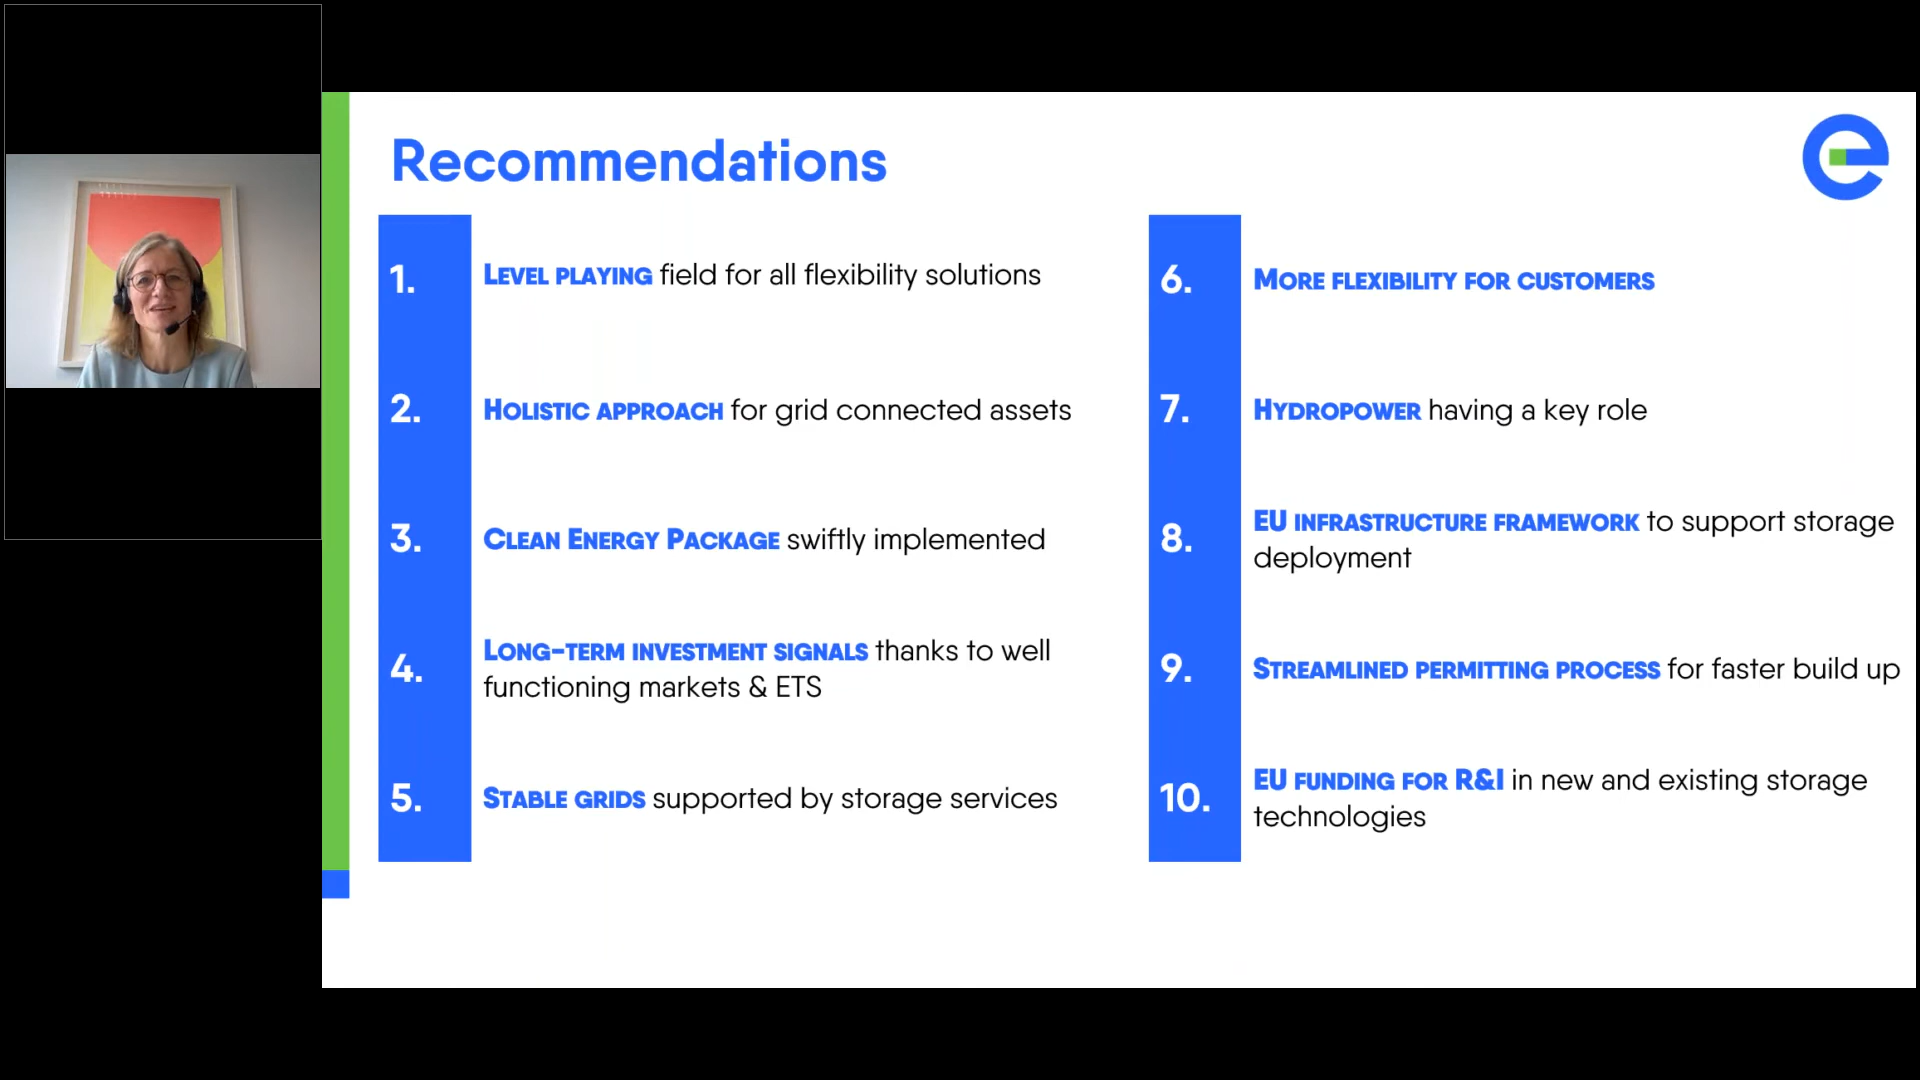 Recommendations
1.
LEVEL PLAYING field for all flexibility solutions
2.
HOLISTIC APPROACH for grid connected assets
3.
CLEAN ENERGY PACKAGE swiftly implemented
4.
LONG-TERM INVESTMENT SIGNALS thanks to well
functioning markets & ETS
5.
STABLE GRIDS supported by storage services
6.
MORE FLEXIBILITY FOR CUSTOMERS
7.
HYDROPOWER having a key role
8.
EU INFRASTRUCTURE FRAMEWORK to support storage
deployment
9.
STREAMLINED PERMITTING PROCESS for faster build up
10.
EU FUNDING FOR R&I in new and existing storage
technologies